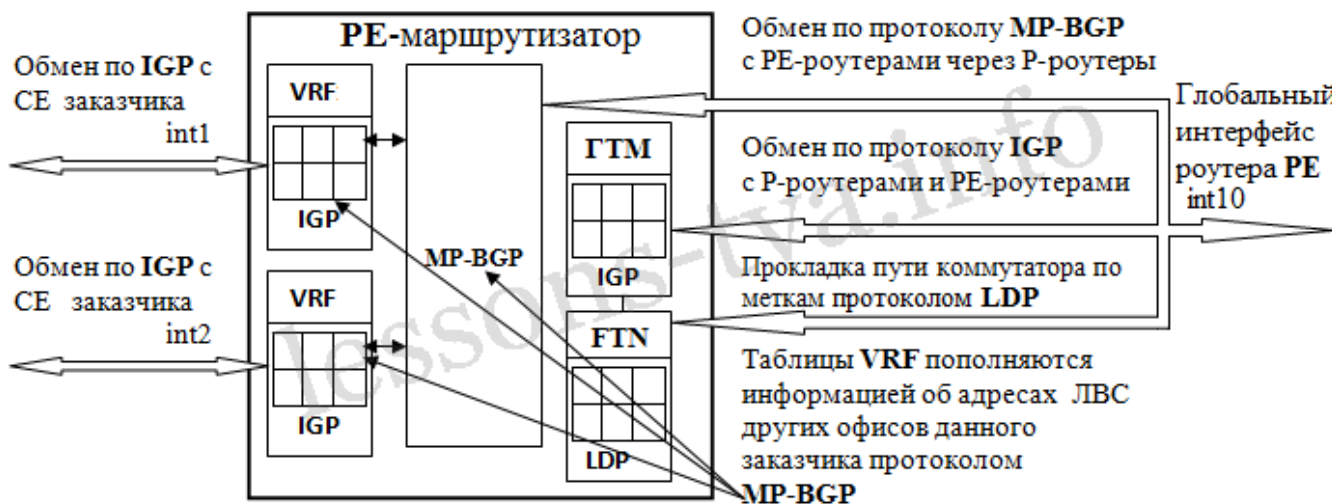 PE-маршрутизатор
Обмен по IGP с
CE заказчика
int1
VRF
IGP
Обмен по IGP с
CE заказчика
int2
VRF
IGP
MP-BGP
ГТМ
IGP
FTN
LDP
Обмен по протоколу MP-BGP
с PE-роутерами через P-роутеры
Глобальный
интерфейс
роутера PE
int10
Обмен по протоколу IGP
с P-роутерами и PE-роутерами
Прокладка пути коммутатора по
меткам протоколом LDP
Таблицы VRF пополняются
информацией об адресах ЛВС
других офисов данного
заказчика протоколом
MP-BGP
lessons-tva.info